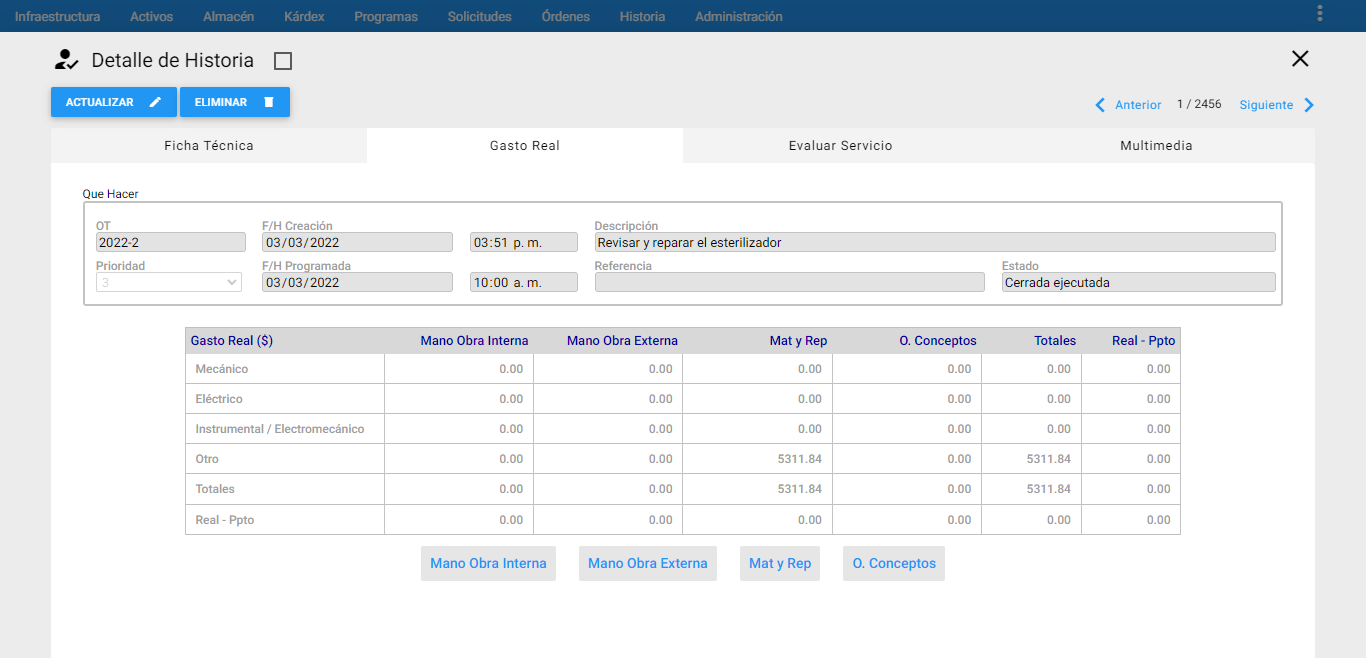 Infraestructura Activos Almacén Kárdex Programas Solicitudes Órdenes Historia Administración
Detalle de Historia
ACTUALIZAR ELIMINAR
Anterior 1 / 2456 Siguiente
Ficha Técnica Gasto Real Evaluar Servicio Multimedia
Que Hacer
OT F/H Creación Descripción
2022-2 03/03/2022 03:51 p. m. Revisar y reparar el esterilizador
Prioridad F/H Programada Referencia Estado
3 03/03/2022 10:00 a. m. Cerrada ejecutada
Gasto Real ($) Mano Obra Interna Mano Obra Externa Mat y Rep O. Conceptos Totales Real - Ppto
Mecánico 0.00 0.00 0.00 0.00 0.00 0.00
Eléctrico 0.00 0.00 0.00 0.00 0.00 0.00
Instrumental / Electromecánico 0.00 0.00 0.00 0.00 0.00 0.00
Otro 0.00 0.00 5311.84 0.00 5311.84 0.00
Totales 0.00 0.00 5311.84 0.00 5311.84 0.00
Real - Ppto 0.00 0.00 0.00 0.00 0.00 0.00
Mano Obra Interna Mano Obra Externa Mat y Rep O. Conceptos